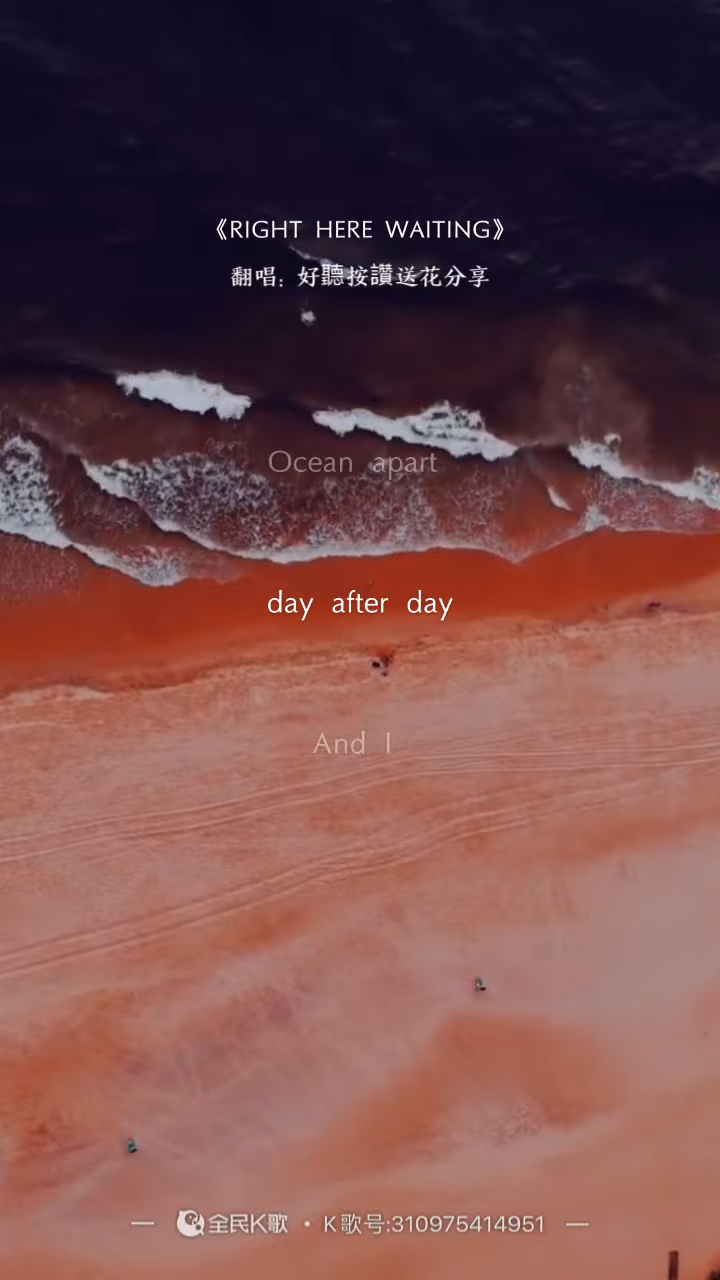 《RIGHT HERE WAITING》
翻唱: 好聽按讚送花分享
Ocean apart
day after day
And I
— 全民K歌 • K歌号:310975414951 —